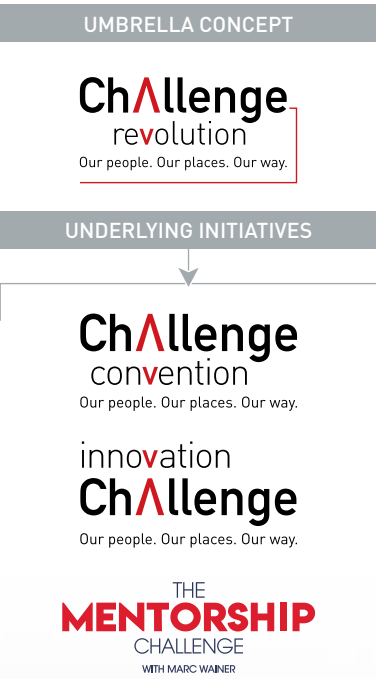 UMBRELLA CONCEPT
Challenge
revolution
Our people. Our places. Our way.
UNDERLYING INITIATIVES
Challenge
convention
Our people. Our places. Our way.
innovation
Challenge
Our people. Our places. Our way.
THE
MENTORSHIP
CHALLENGE
WITH MARC WAINER